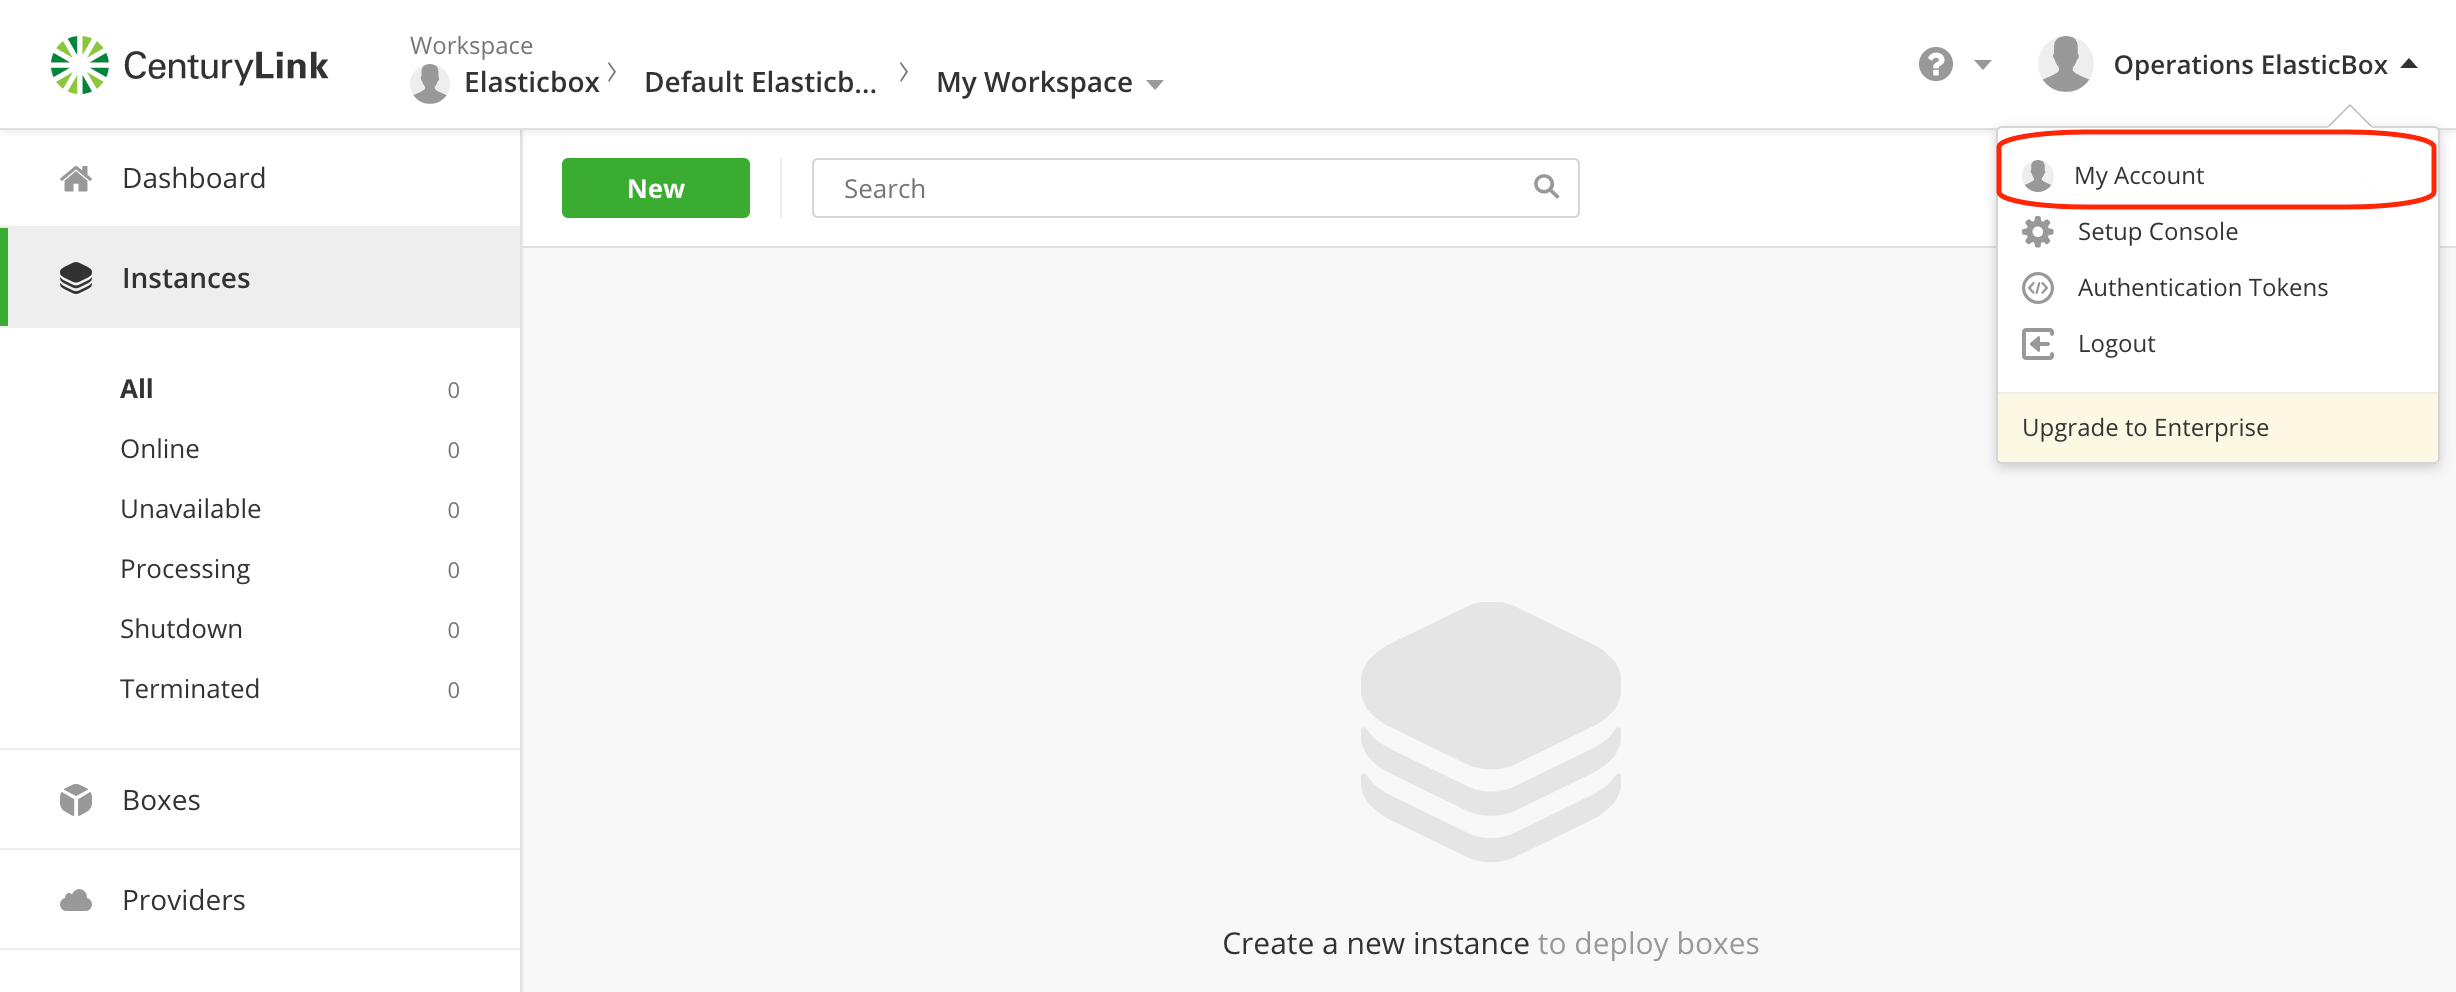 CenturyLink
Workspace
Elasticbox
Default Elasticb...
My Workspace
?
Operations ElasticBox
Dashboard
Instances
All 0
Online 0
Unavailable 0
Processing 0
Shutdown 0
Terminated 0
Boxes
Providers
New
Search
My Account
Setup Console
</> Authentication Tokens
Logout
Upgrade to Enterprise
Create a new instance to deploy boxes